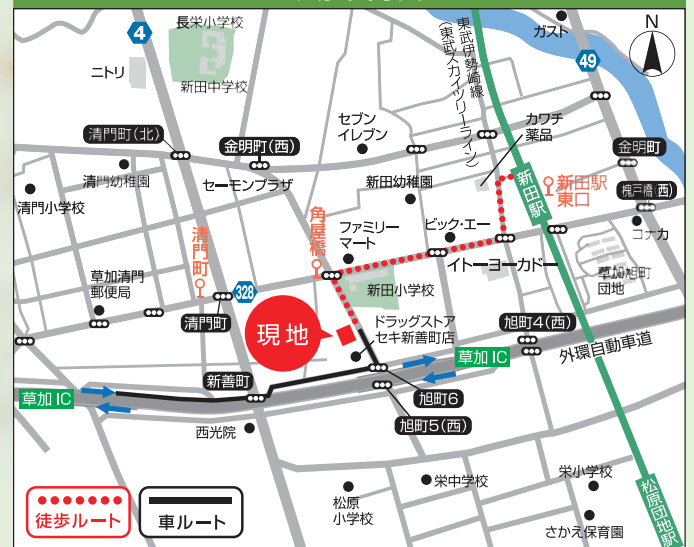 長栄小学校
4
ニトリ
新田中学校
東武伊勢崎線
(東武スカイツリーライン)
ガスト
49
N
清門町(北)
金明町(西)
セブン
イレブン
カワチ
薬品
金明町
清門幼稚園
セーモンプラザ
新田幼稚園
新田駅
新田駅
東口
槐戸橋(西)
清門小学校
清門町
角屋橋
ファミリー
マート
ビック・エー
コナカ
イトーヨーカドー
草加清門
郵便局
328
新田小学校
草加旭町
団地
清門町
現地
ドラッグストア
セキ新善町店
旭町4(西)
外環自動車道
新善町
草加IC
草加IC
旭町6
旭町5(西)
西光院
栄中学校
栄小学校
松原
小学校
さかえ保育園
松原団地駅
徒歩ルート
車ルート